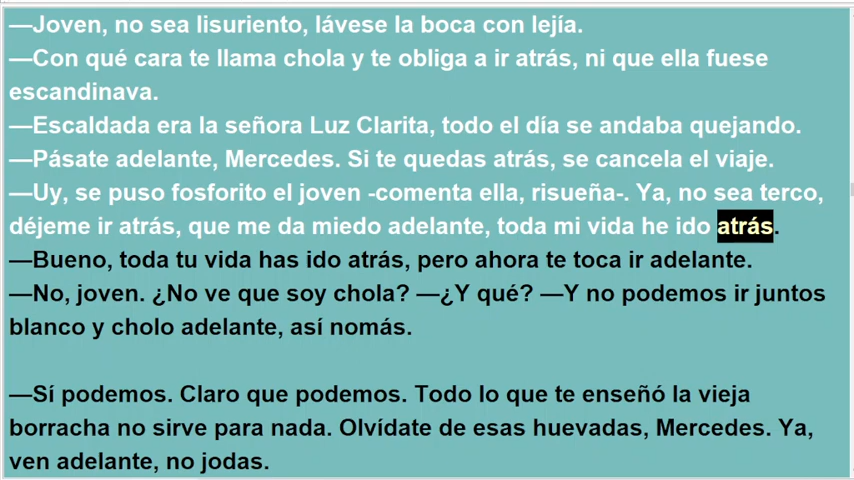 —Joven, no sea lisuriento, lávese la boca con lejía.
—Con qué cara te llama chola y te obliga a ir atrás, ni que ella fuese
escandinava.
—Escaldada era la señora Luz Clarita, todo el día se andaba quejando.
—Pásate adelante, Mercedes. Si te quedas atrás, se cancela el viaje.
—Uy, se puso fosforito el joven -comenta ella, risueña-. Ya, no sea terco,
déjeme ir atrás, que me da miedo adelante, toda mi vida he ido atrás.
—Bueno, toda tu vida has ido atrás, pero ahora te toca ir adelante.
—No, joven. ¿No ve que soy chola? —¿Y qué? —Y no podemos ir juntos
blanco y cholo adelante, así nomás.
—Sí podemos. Claro que podemos. Todo lo que te enseñó la vieja
borracha no sirve para nada. Olvídate de esas huevadas, Mercedes. Ya,
ven adelante, no jodas.